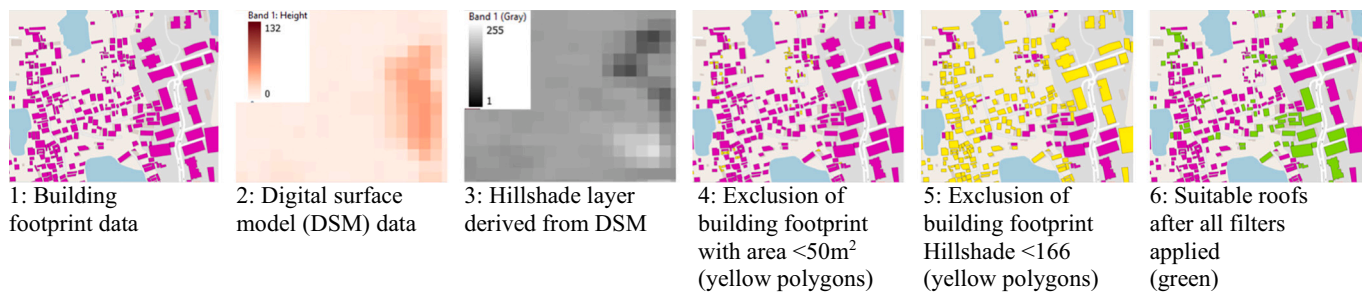 Band 1: Height
132
0
Band 1 (Gray)
255
1
1: Building
footprint data
2: Digital surface
model (DSM) data
3: Hillshade layer
derived from DSM
4: Exclusion of
building footprint
with area <50m²
(yellow polygons)
5: Exclusion of
building footprint
Hillshade <166
(yellow polygons)
6: Suitable roofs
after all filters
applied
(green)